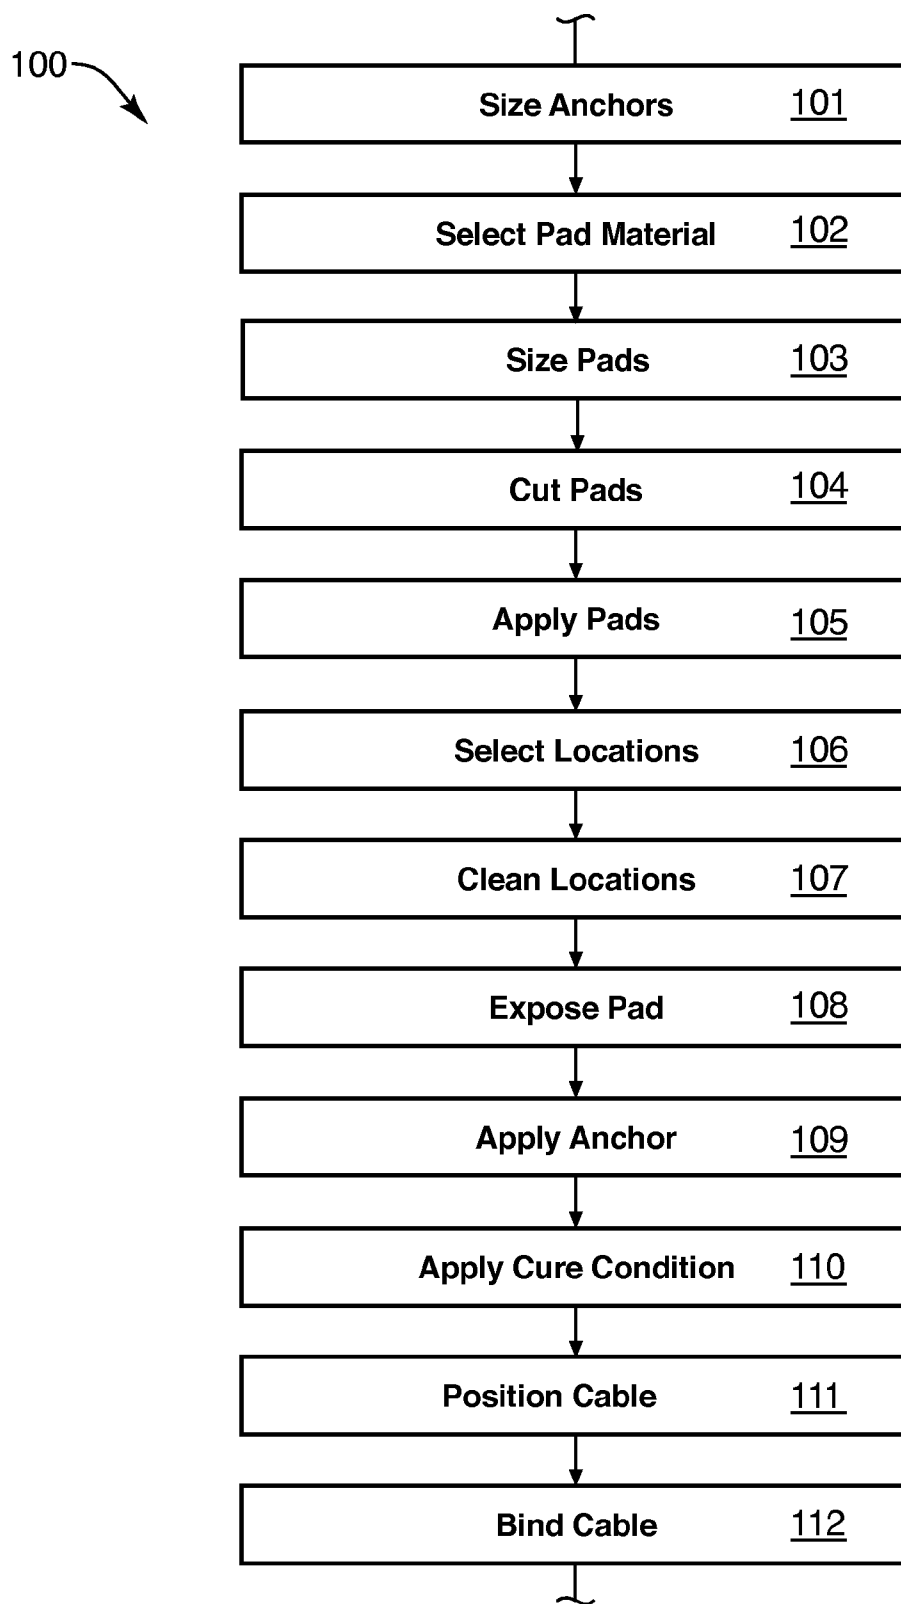 100
Size Anchors 101
Select Pad Material 102
Size Pads 103
Cut Pads 104
Apply Pads 105
Select Locations 106
Clean Locations 107
Expose Pad 108
Apply Anchor 109
Apply Cure Condition 110
Position Cable 111
Bind Cable 112